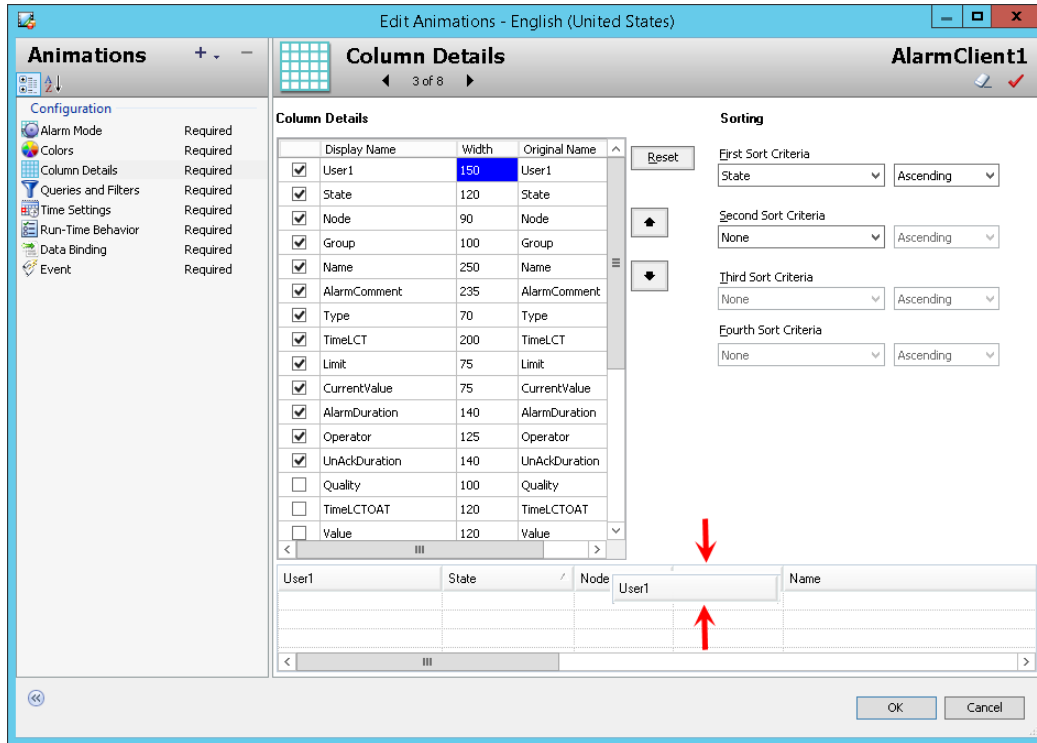 Edit Animations - English (United States)
Animations
Column Details
AlarmClient1
3 of 8
Configuration
Alarm Mode Required
Colors Required
Column Details Required
Queries and Filters Required
Time Settings Required
Run-Time Behavior Required
Data Binding Required
Event Required
Column Details
Display Name Width Original Name
User1 150 User1
State 120 State
Node 90 Node
Group 100 Group
Name 250 Name
AlarmComment 235 AlarmComment
Type 70 Type
TimeLCT 200 TimeLCT
Limit 75 Limit
CurrentValue 75 CurrentValue
AlarmDuration 140 AlarmDuration
Operator 125 Operator
UnAckDuration 140 UnAckDuration
Quality 100 Quality
TimeLCTOAT 120 TimeLCTOAT
Value 120 Value
Reset
Sorting
First Sort Criteria
State Ascending
Second Sort Criteria
None Ascending
Third Sort Criteria
None Ascending
Fourth Sort Criteria
None Ascending
User1 State Node Name
User1
OK Cancel